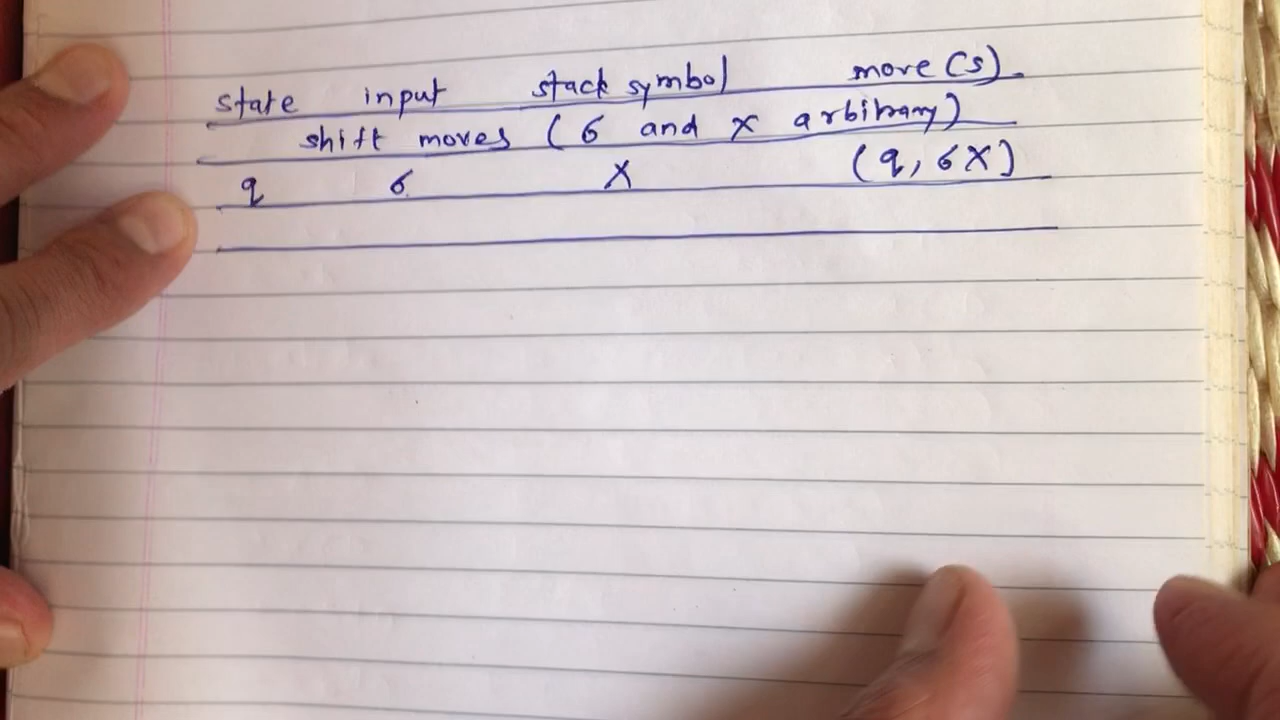 state input stack symbol move(s)
shift moves (σ and X arbitrary)
q σ X (q, σX)